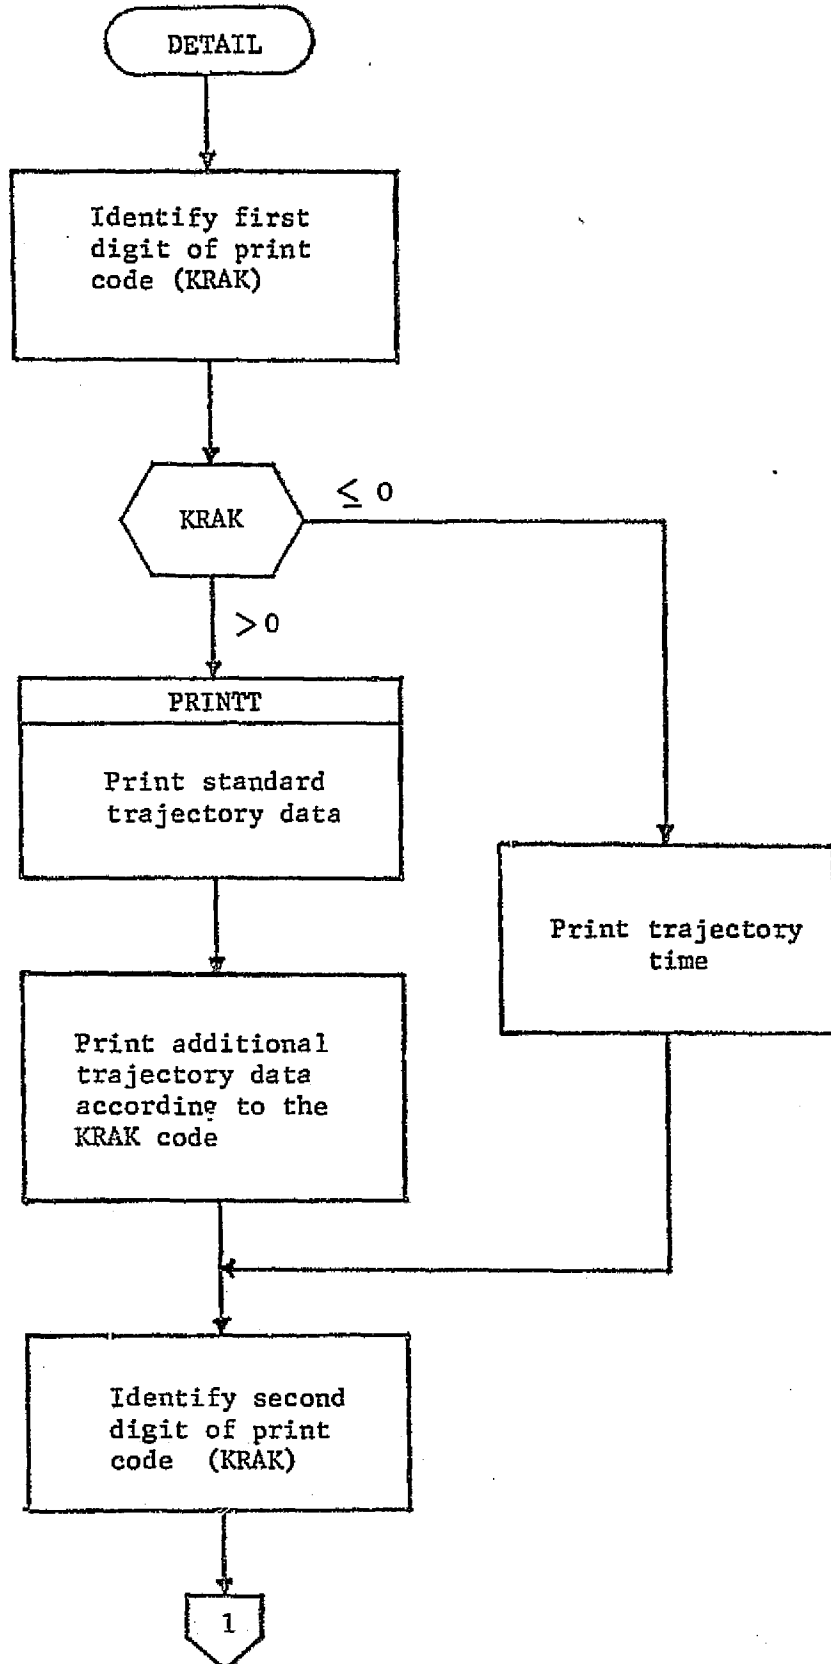 DETAIL
Identify first
digit of print
code (KRAK)
KRAK
≤ 0
> 0
PRINTT
Print standard
trajectory data
Print trajectory
time
Print additional
trajectory data
according to the
KRAK code
Identify second
digit of print
code (KRAK)
1